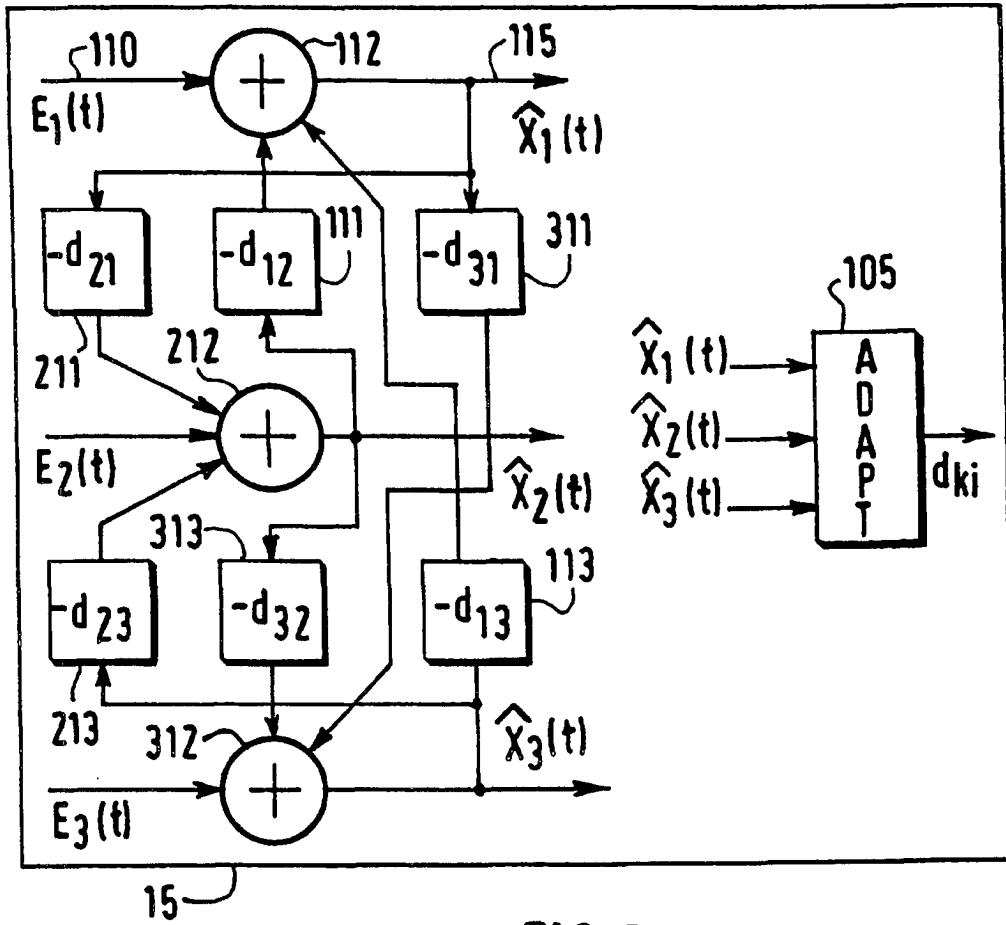 110
112
115
E₁(t)
X̂₁(t)
-d₂₁
-d₁₂
111
-d₃₁
311
211
212
E₂(t)
X̂₂(t)
313
-d₂₃
-d₃₂
-d₁₃
113
213
312
X̂₃(t)
E₃(t)
15
105
X̂₁(t)
X̂₂(t)
X̂₃(t)
ADAPT
dₖᵢ